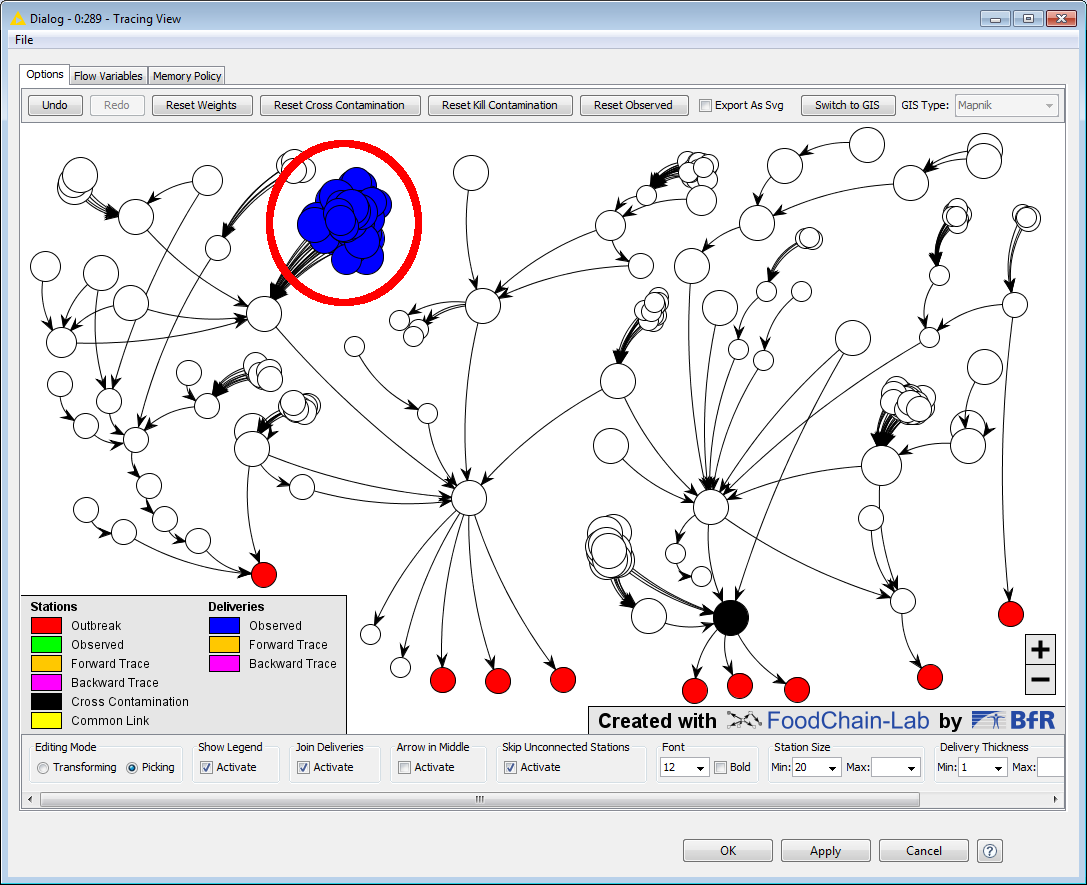 Dialog - 0:289 - Tracing View
File
Options Flow Variables Memory Policy
Undo Redo Reset Weights Reset Cross Contamination Reset Kill Contamination Reset Observed Export As Svg Switch to GIS GIS Type: Mapnik
Stations Deliveries
Outbreak Observed
Observed Forward Trace
Forward Trace Backward Trace
Backward Trace
Cross Contamination
Common Link
+
−
Created with FoodChain-Lab by BfR
Editing Mode Show Legend Join Deliveries Arrow in Middle Skip Unconnected Stations Font Station Size Delivery Thickness
Transforming Picking Activate Activate Activate Activate 12 Bold Min: 20 Max: Min: 1 Max:
OK Apply Cancel ?